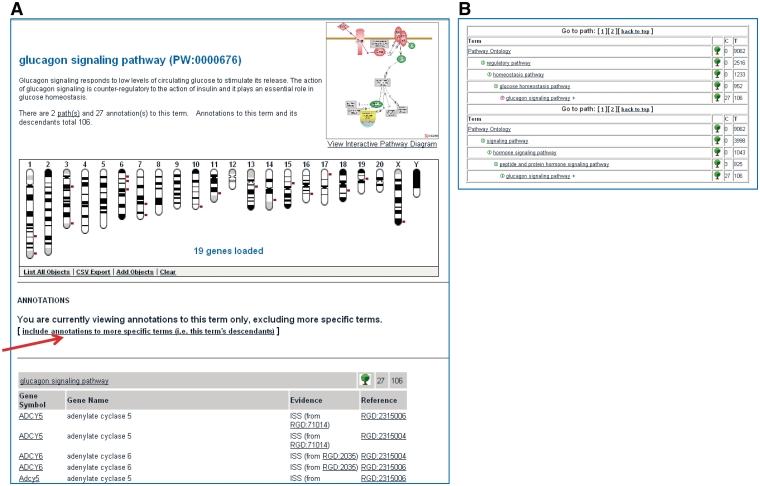 A
glucagon signaling pathway (PW:0000676)
Glucagon signaling responds to low levels of circulating glucose to stimulate its release. The action
of glucagon signaling is counter-regulatory to the action of insulin and it plays an essential role in
glucose homeostasis.
There are 2 path(s) and 27 annotation(s) to this term. Annotations to this term and its
descendants total 106.
View Interactive Pathway Diagram
1 2 3 4 5 6 7 8 9 10 11 12 13 14 15 16 17 18 19 20 X Y
19 genes loaded
List All Objects | CSV Export | Add Objects | Clear
ANNOTATIONS
You are currently viewing annotations to this term only, excluding more specific terms.
[ include annotations to more specific terms (i.e. this term's descendants) ]
glucagon signaling pathway 27 106
Gene Symbol Gene Name Evidence Reference
ADCY5 adenylate cyclase 5 ISS (from RGD:71014) RGD:2315006
ADCY5 adenylate cyclase 5 ISS (from RGD:71014) RGD:2315004
ADCY6 adenylate cyclase 6 ISS (from RGD:2035) RGD:2315004
ADCY6 adenylate cyclase 6 ISS (from RGD:2035) RGD:2315006
Adcy5 adenylate cyclase 5 ISS (from RGD:2315006
B
Go to path: [ 1 ][ 2 ] [ back to top ]
Term C T
Pathway Ontology 0 9062
regulatory pathway 0 2516
homeostasis pathway 0 1233
glucose homeostasis pathway 0 952
glucagon signaling pathway + 27 106
Go to path: [ 1 ][ 2 ] [ back to top ]
Term C T
Pathway Ontology 0 9062
signaling pathway 0 3998
hormone signaling pathway 0 1043
peptide and protein hormone signaling pathway 3 925
glucagon signaling pathway + 27 106